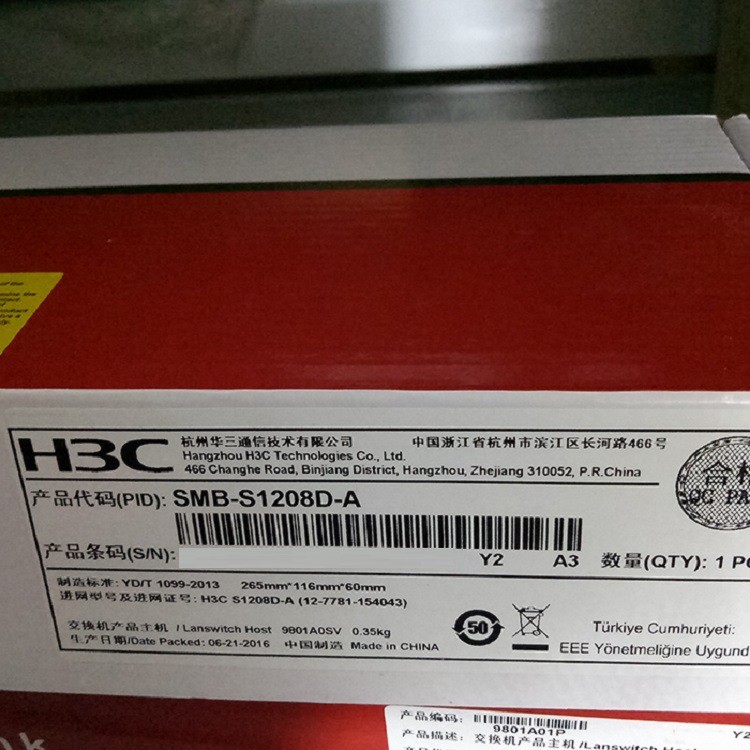 H3C
杭州华三通信技术有限公司 中国浙江省杭州市滨江区长河路466号
Hangzhou H3C Technologies Co., Ltd.
466 Changhe Road, Binjiang District, Hangzhou, Zhejiang 310052, P.R.China
产品代码(PID): SMB-S1208D-A
产品条码(S/N): Y2 A3 数量(QTY): 1
制造标准: YD/T 1099-2013 265mm*116mm*60mm
进网型号及进网证号: H3C S1208D-A (12-7781-154043)
交换机产品主机 / Lanswitch Host 9801A0SV 0.35kg
生产日期/Date Packed: 06-21-2016 中国制造 Made in CHINA
50
Türkiye Cumhuriyeti:
EEE Yönetmeliğine Uygund
产品编码: 9801A01P
产品描述: 交换机产品主机/Lanswitch Host